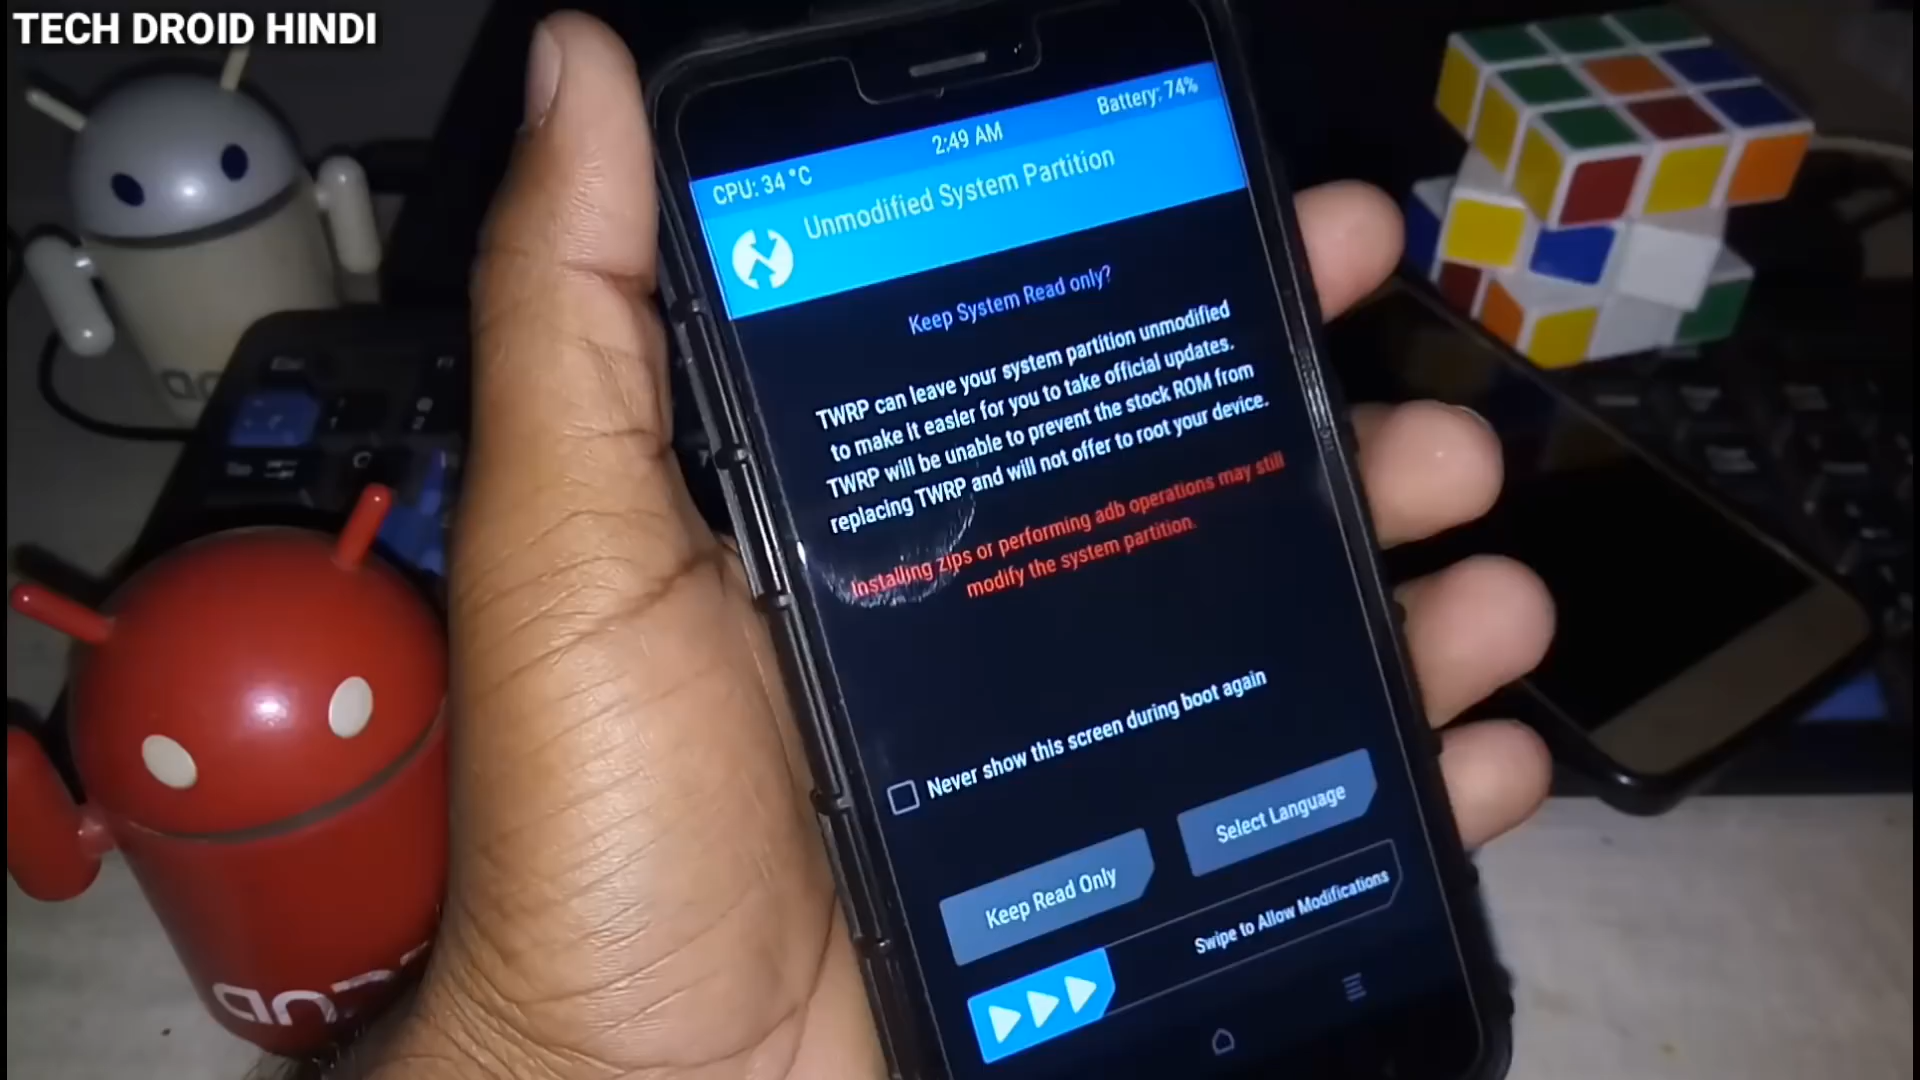 TECH DROID HINDI
CPU: 34 °C
2:49 AM
Battery: 74%
Unmodified System Partition
Keep System Read only?
TWRP can leave your system partition unmodified
to make it easier for you to take official updates.
TWRP will be unable to prevent the stock ROM from
replacing TWRP and will not offer to root your device.
Installing zips or performing adb operations may still
modify the system partition.
Never show this screen during boot again
Keep Read Only
Select Language
Swipe to Allow Modifications